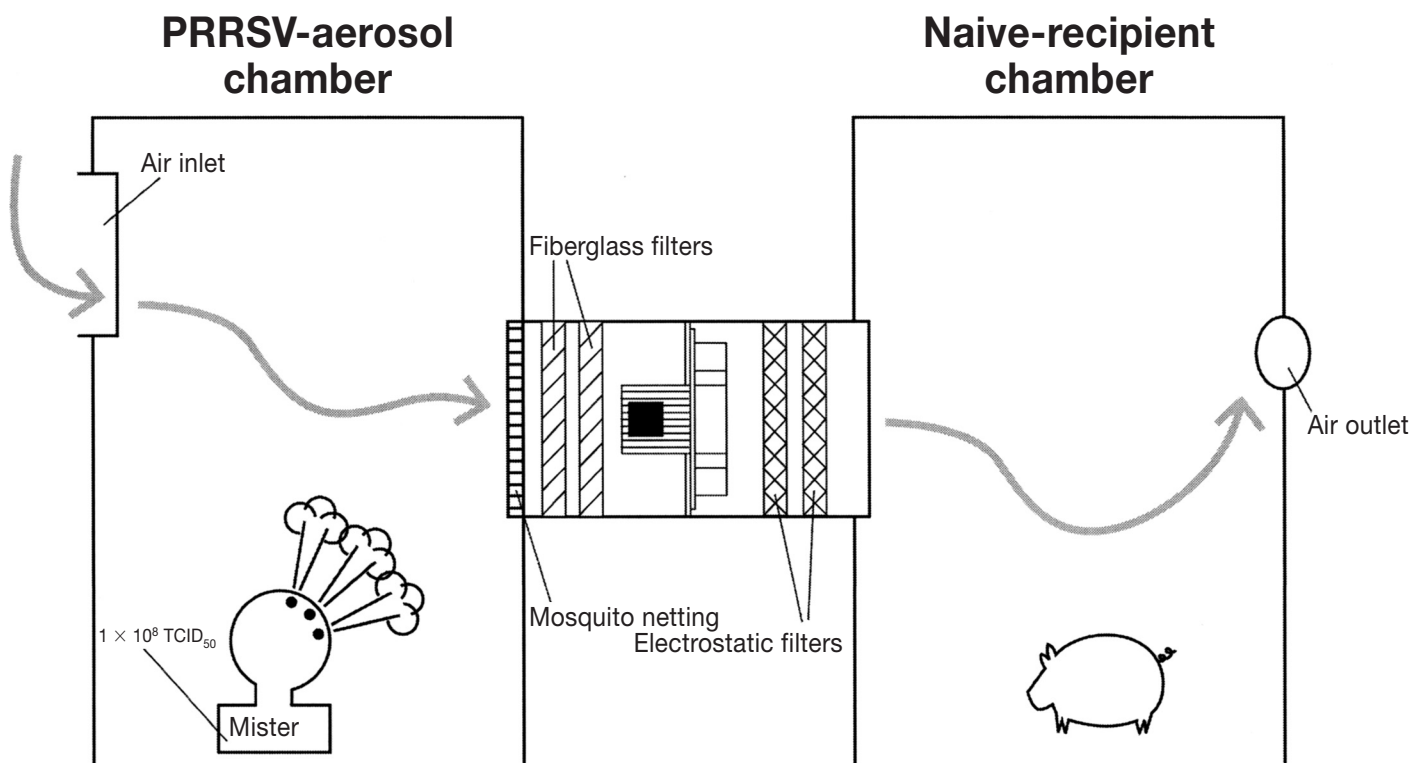 PRRSV-aerosol
chamber
Naive-recipient
chamber
Air inlet
Fiberglass filters
Air outlet
Mosquito netting
Electrostatic filters
1 × 10⁸ TCID₅₀
Mister